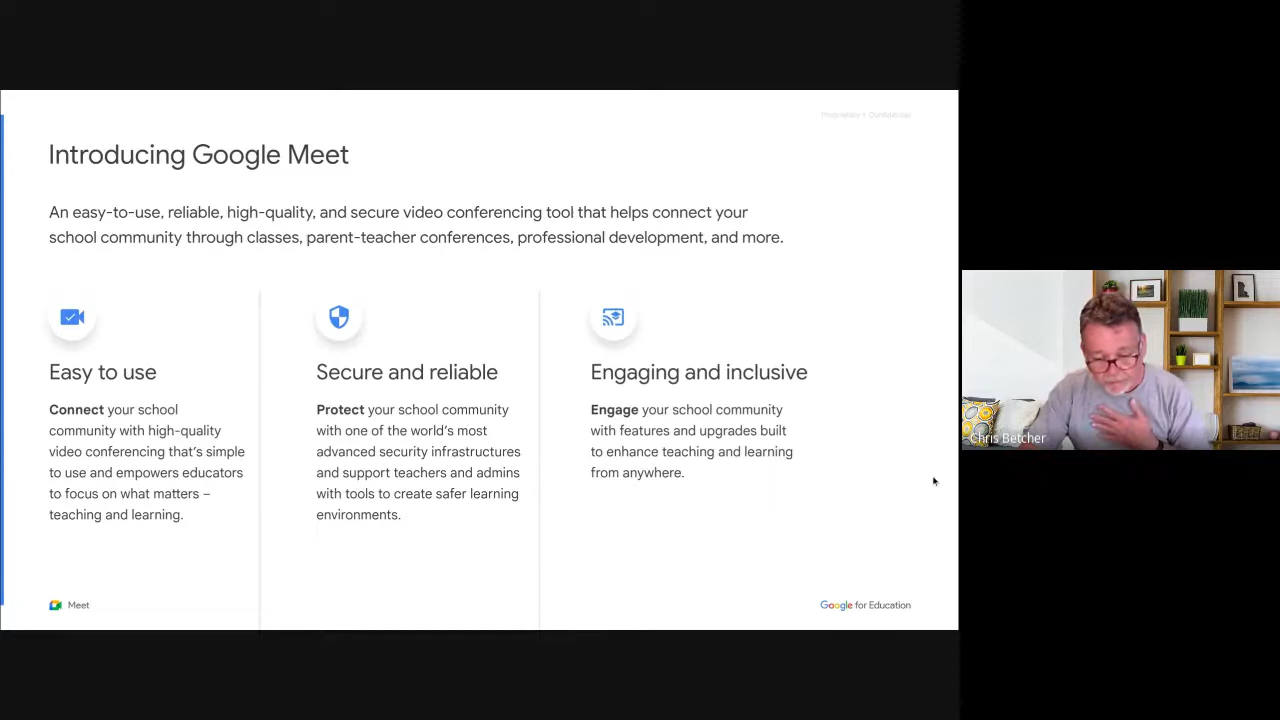 Proprietary + Confidential
Introducing Google Meet
An easy-to-use, reliable, high-quality, and secure video conferencing tool that helps connect your
school community through classes, parent-teacher conferences, professional development, and more.
Easy to use
Connect your school
community with high-quality
video conferencing that's simple
to use and empowers educators
to focus on what matters –
teaching and learning.
Secure and reliable
Protect your school community
with one of the world's most
advanced security infrastructures
and support teachers and admins
with tools to create safer learning
environments.
Engaging and inclusive
Engage your school community
with features and upgrades built
to enhance teaching and learning
from anywhere.
Meet
Google for Education
Chris Betcher